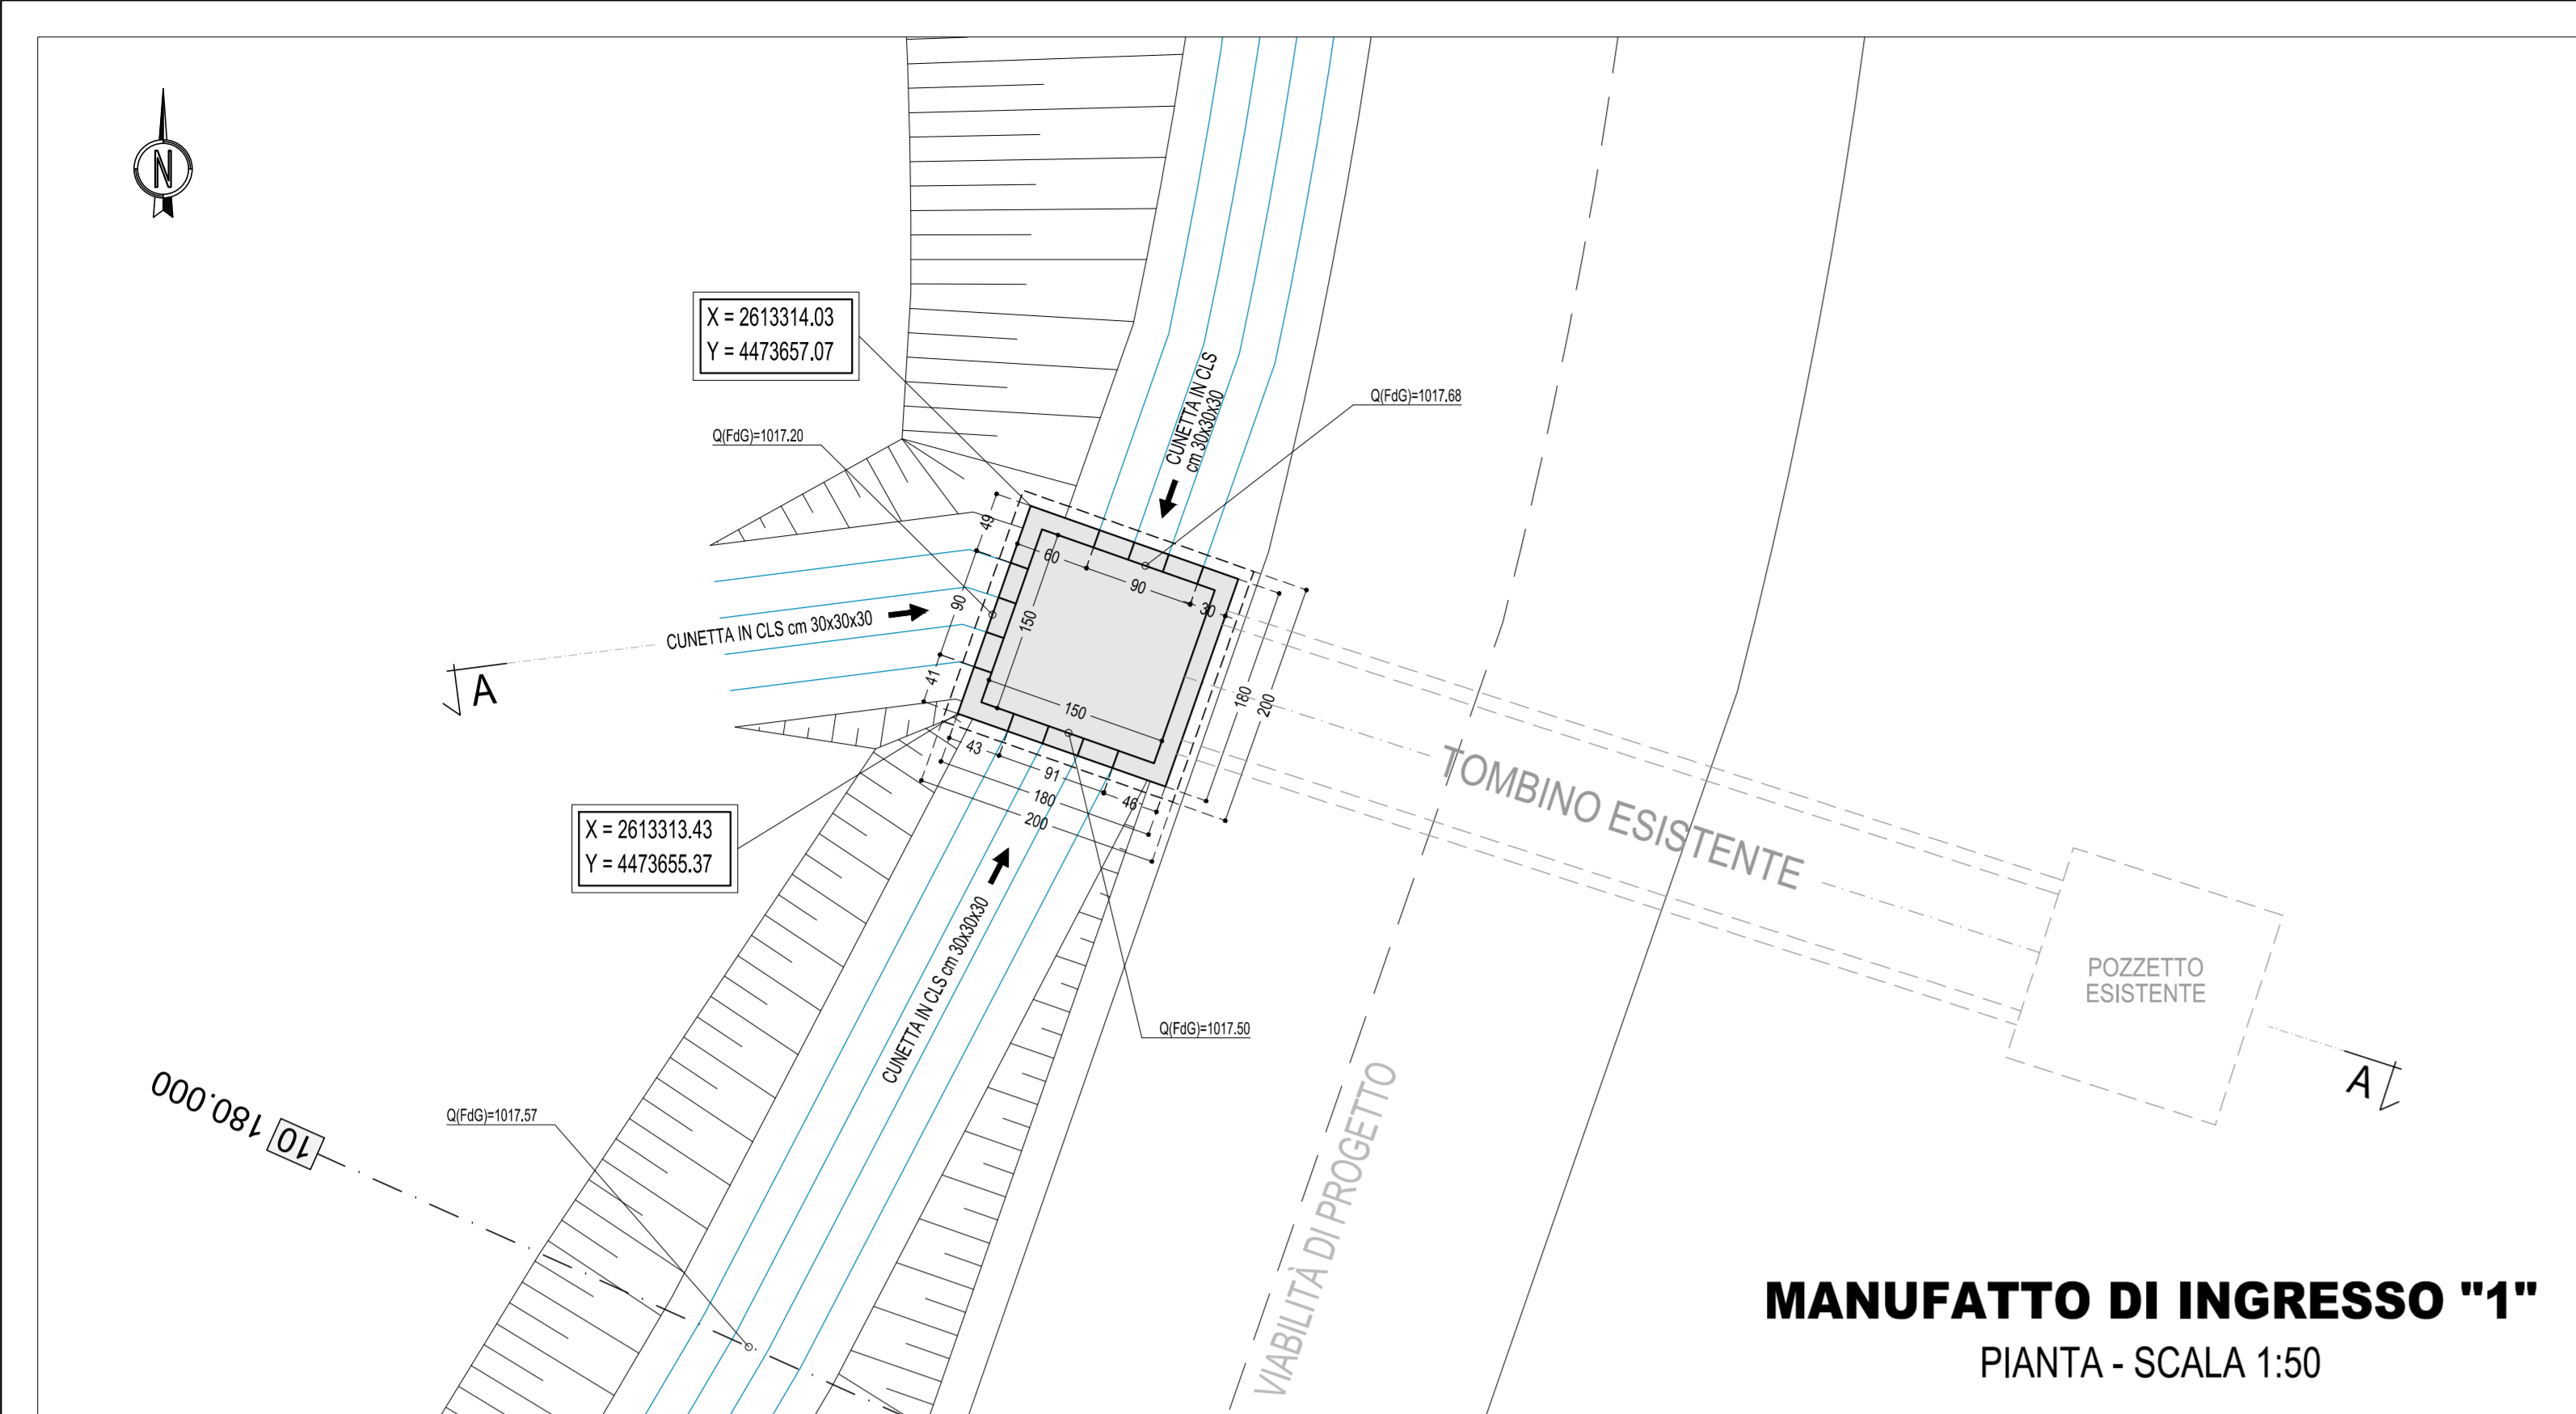 N
X = 2613314.03
Y = 4473657.07
Q(FdG)=1017.20
Q(FdG)=1017.68
CUNETTA IN CLS
cm 30x30x30
49
60
90
30
90
150
CUNETTA IN CLS cm 30x30x30
A
41
150
180
200
43
91
46
180
200
X = 2613313.43
Y = 4473655.37
TOMBINO ESISTENTE
POZZETTO
ESISTENTE
CUNETTA IN CLS cm 30x30x30
Q(FdG)=1017.50
A
10 180.000
Q(FdG)=1017.57
VIABILITÀ DI PROGETTO
MANUFATTO DI INGRESSO "1"
PIANTA - SCALA 1:50